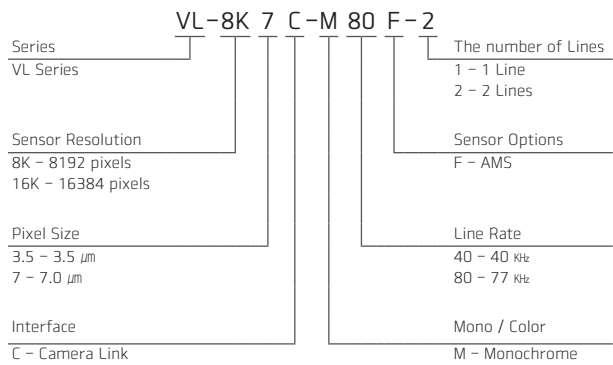 VL-8K 7 C-M 80 F-2
Series
VL Series
The number of Lines
1 - 1 Line
2 - 2 Lines
Sensor Resolution
8K - 8192 pixels
16K - 16384 pixels
Sensor Options
F - AMS
Pixel Size
3.5 - 3.5 ㎛
7 - 7.0 ㎛
Line Rate
40 - 40 ㎑
80 - 77 ㎑
Interface
C - Camera Link
Mono / Color
M - Monochrome